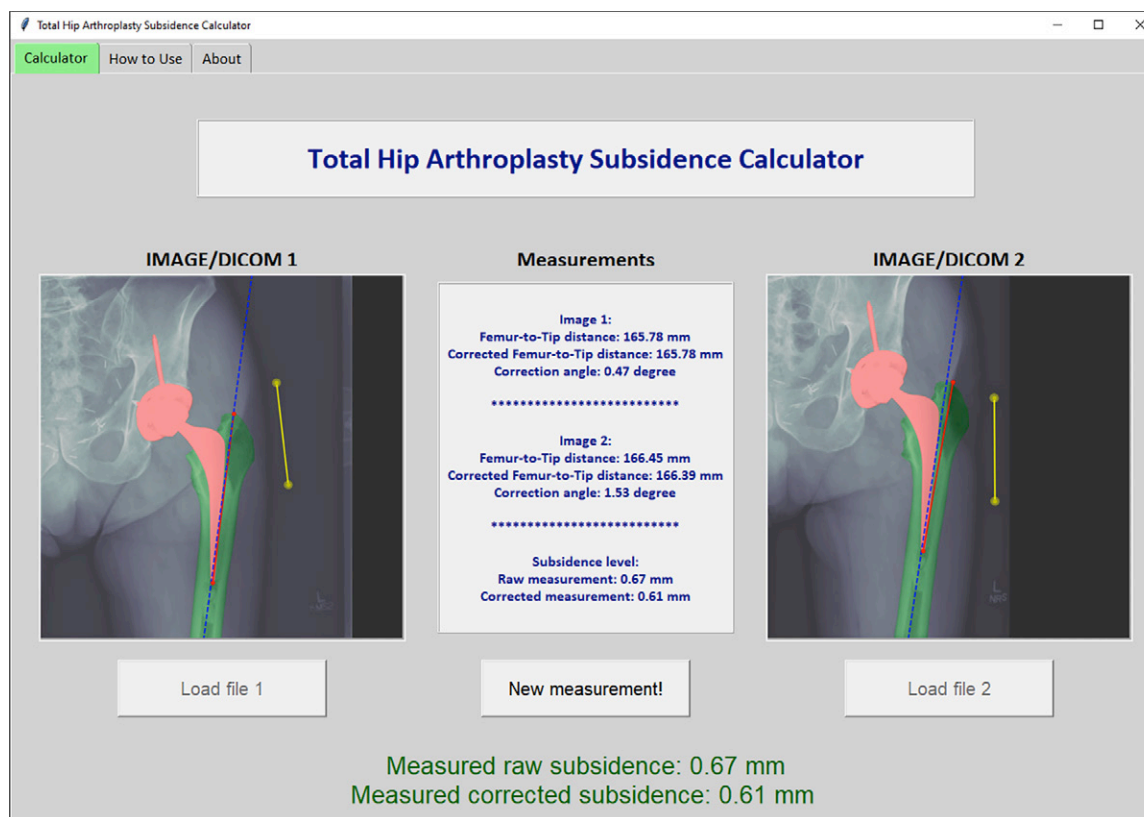 Total Hip Arthroplasty Subsidence Calculator
Calculator How to Use About
Total Hip Arthroplasty Subsidence Calculator
IMAGE/DICOM 1
Measurements
IMAGE/DICOM 2
Image 1:
Femur-to-Tip distance: 165.78 mm
Corrected Femur-to-Tip distance: 165.78 mm
Correction angle: 0.47 degree
**************************
Image 2:
Femur-to-Tip distance: 166.45 mm
Corrected Femur-to-Tip distance: 166.39 mm
Correction angle: 1.53 degree
**************************
Subsidence level:
Raw measurement: 0.67 mm
Corrected measurement: 0.61 mm
L
L
Load file 1
New measurement!
Load file 2
Measured raw subsidence: 0.67 mm
Measured corrected subsidence: 0.61 mm